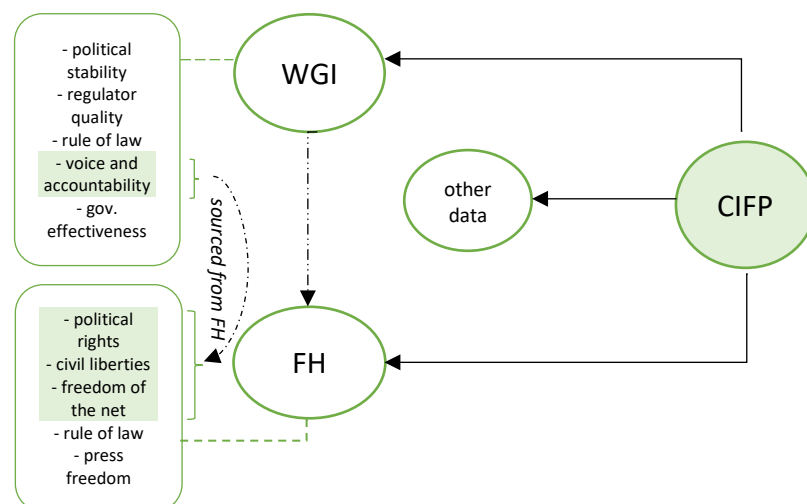 - political
stability
- regulator
quality
- rule of law
- voice and
accountability
- gov.
effectiveness
WGI
other
data
CIFP
sourced from FH
- political
rights
- civil liberties
- freedom of
the net
- rule of law
- press
freedom
FH